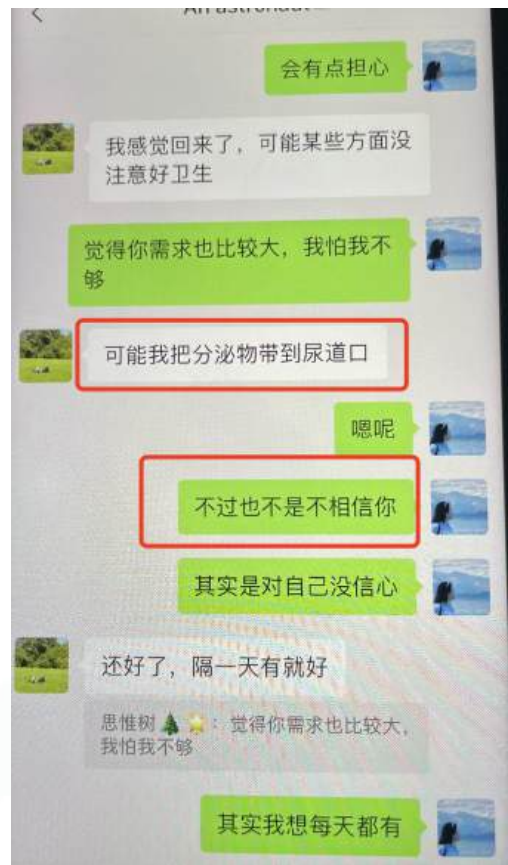 会有点担心
我感觉回来了，可能某些方面没
注意好卫生
觉得你需求也比较大，我怕我不
够
可能我把分泌物带到尿道口
嗯呢
不过也不是不相信你
其实是对自己没信心
还好了，隔一天有就好
思惟树🌲🌟：觉得你需求也比较大，
我怕我不够
其实我想每天都有